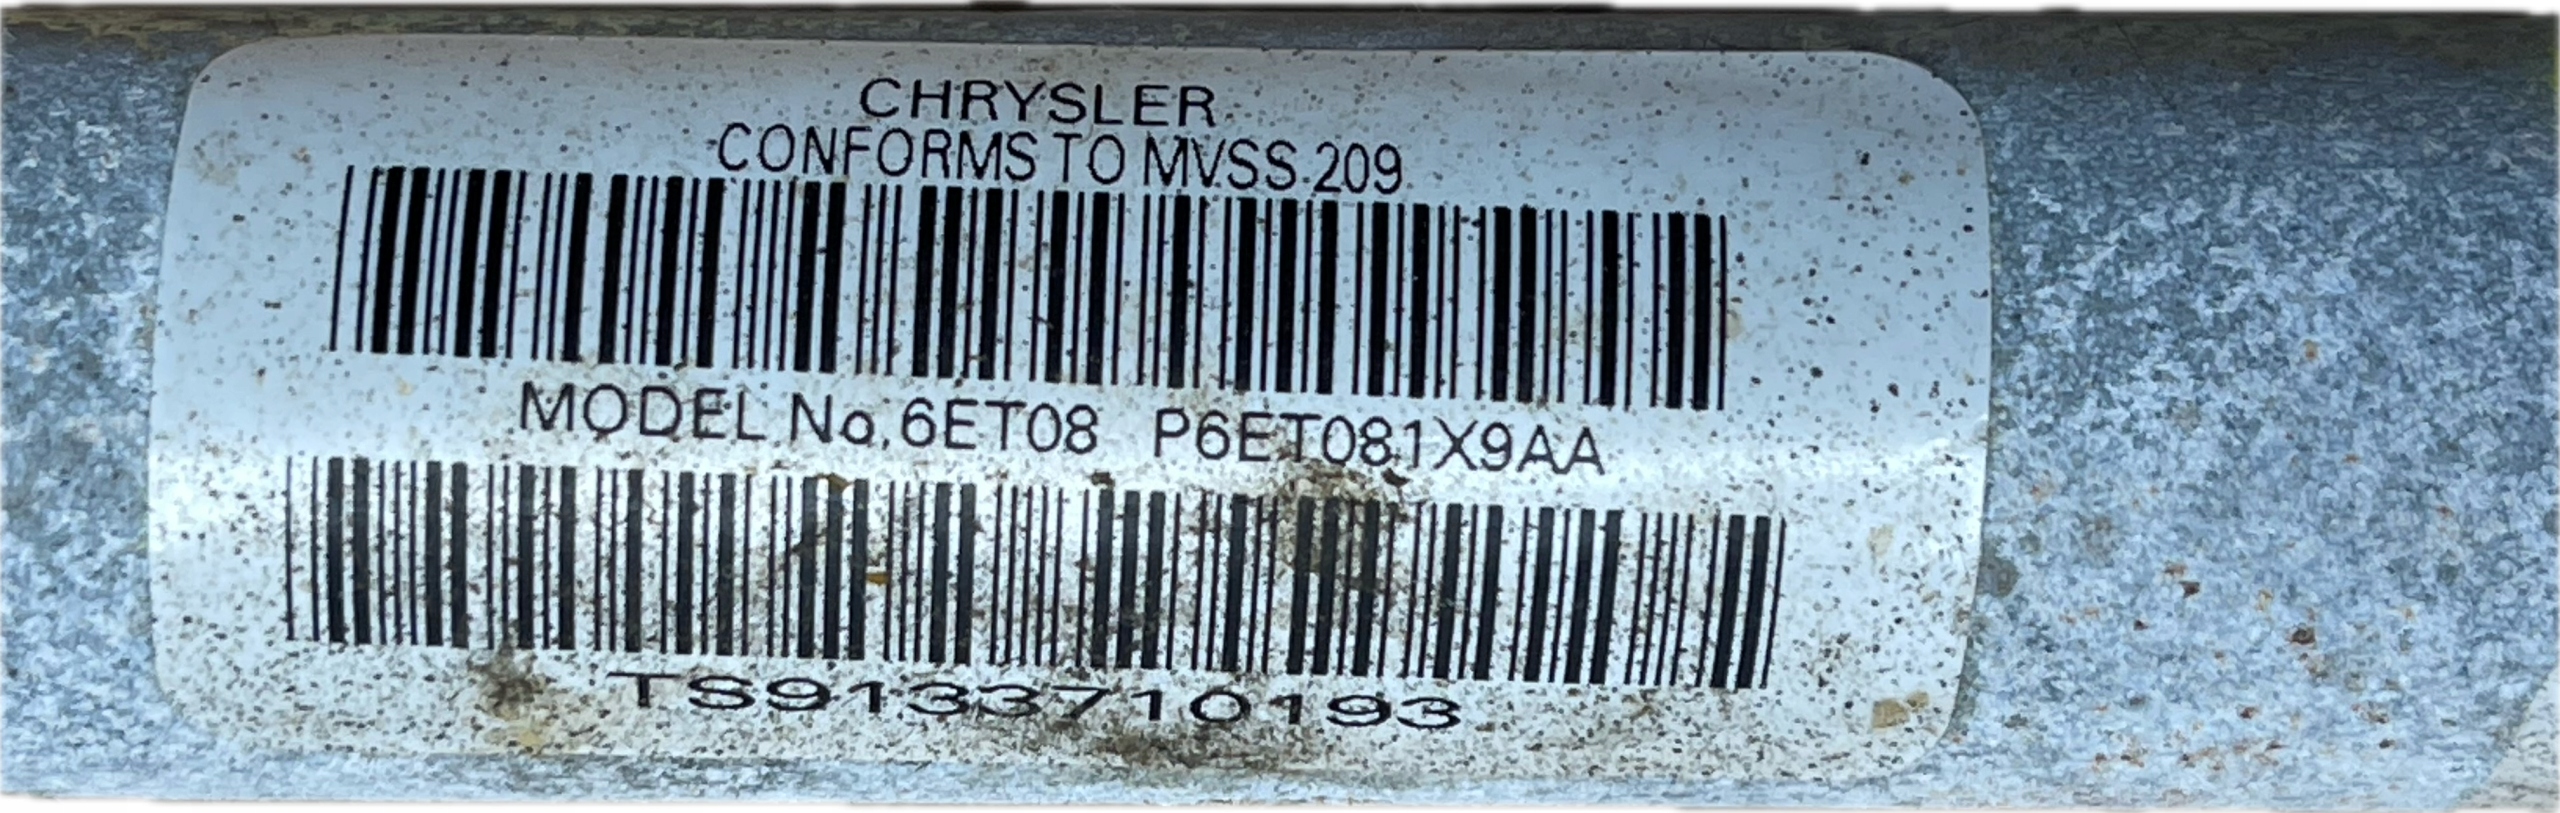 CHRYSLER
CONFORMS TO MVSS 209
MODEL No. 6ET08 P6ET081X9AA
TS9133710193